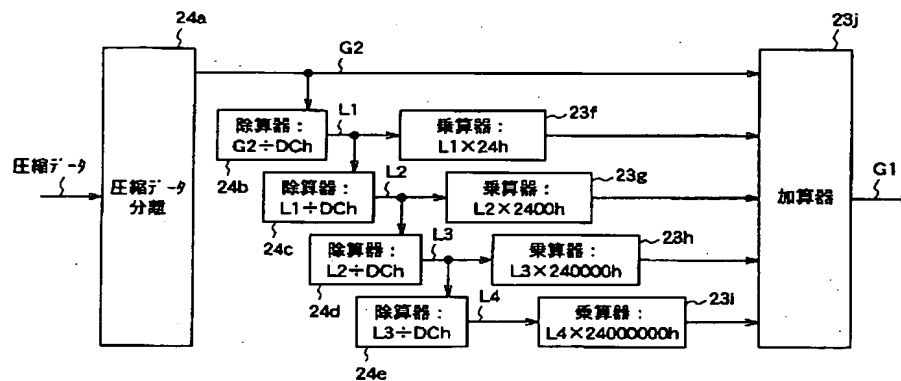 24a
23j
G2
L1
23f
除算器：
G2÷DCh
乗算器：
L1×24h
圧縮データ
圧縮データ
分離
24b
L2
23g
G1
除算器：
L1÷DCh
乗算器：
L2×2400h
加算器
24c
L3
23h
除算器：
L2÷DCh
乗算器：
L3×240000h
24d
L4
23i
除算器：
L3÷DCh
乗算器：
L4×24000000h
24e